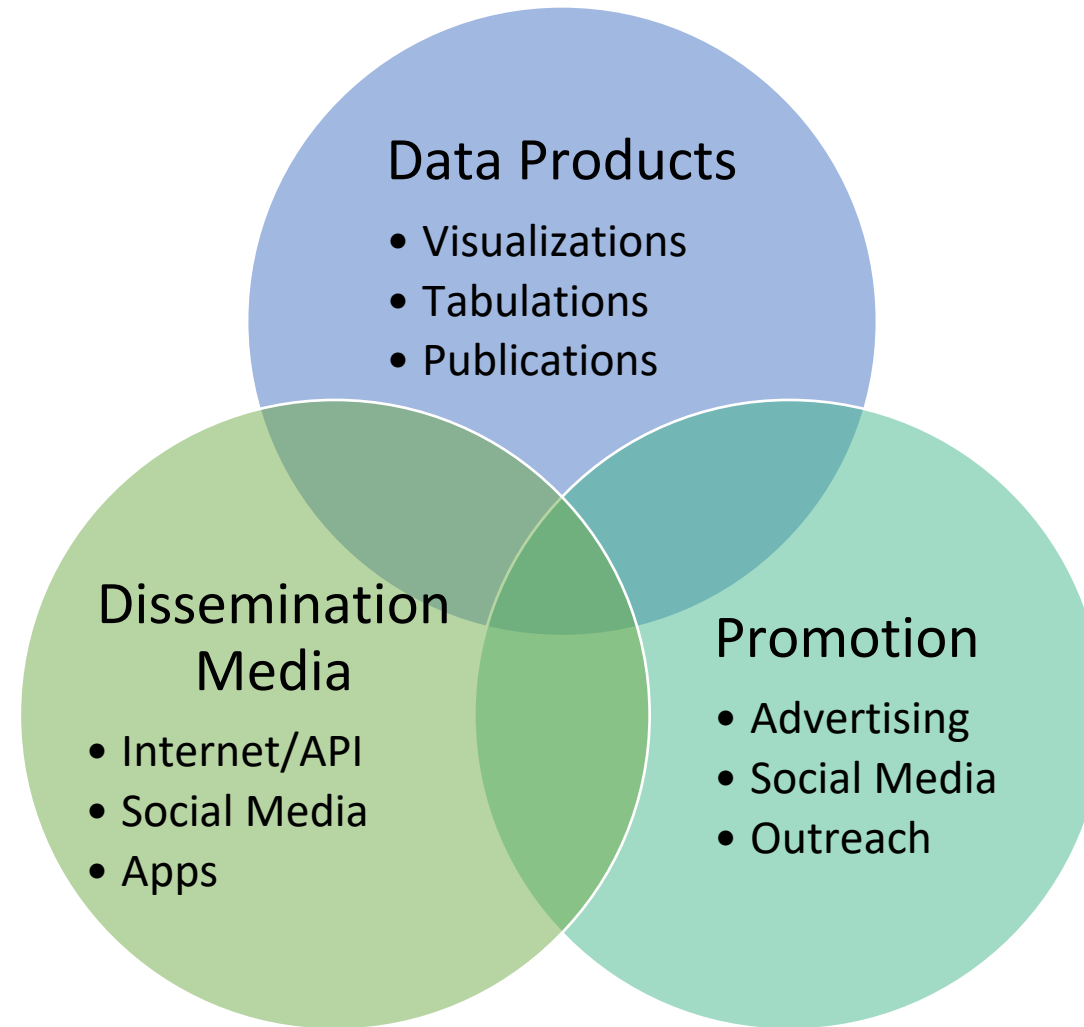 Data Products
• Visualizations
• Tabulations
• Publications
Dissemination
Media
• Internet/API
• Social Media
• Apps
Promotion
• Advertising
• Social Media
• Outreach